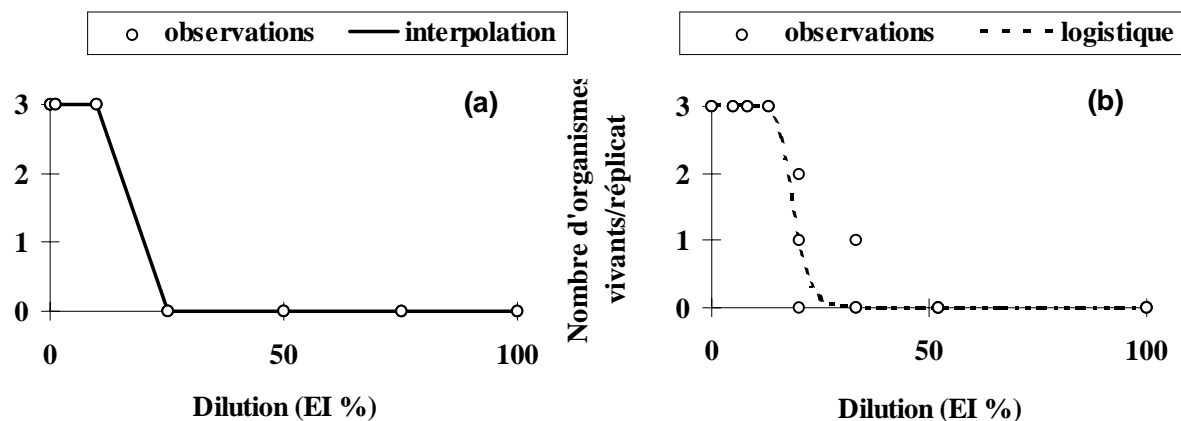 observations interpolation
(a)
3
2
1
0
0 50 100
Dilution (EI %)
observations logistique
(b)
Nombre d'organismes
vivants/réplicat
3
2
1
0
0 50 100
Dilution (EI %)